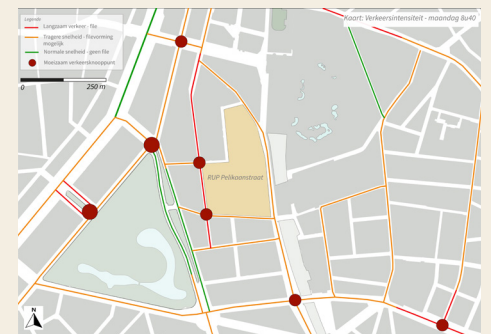 Legende
Langzaam verkeer - file
Tragere snelheid - filevorming
mogelijk
Normale snelheid - geen file
Moeizaam verkeersknooppunt
0
250 m
Kaart: Verkeersintensiteit - maandag 8u40
RUP Pelikaanstraat
N